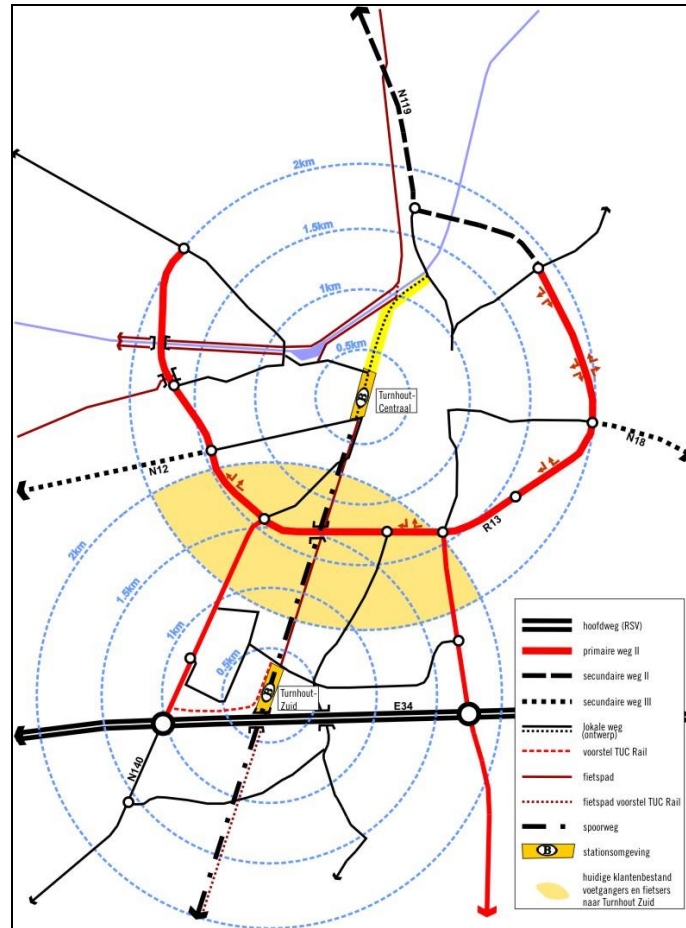 N119
2km
1.5km
1km
0.5km
B
Turnhout-
Centraal
N18
N12
R13
2km
1.5km
1km
0.5km
B
Turnhout-
Zuid
E34
N140
hoofdweg (RSV)
primaire weg II
secundaire weg II
secundaire weg III
lokale weg
(ontwerp)
voorstel TUC Rail
fietspad
fietspad voorstel TUC Rail
spoorweg
B
stationsomgeving
huidige klantenbestand
voetgangers en fietsers
naar Turnhout Zuid